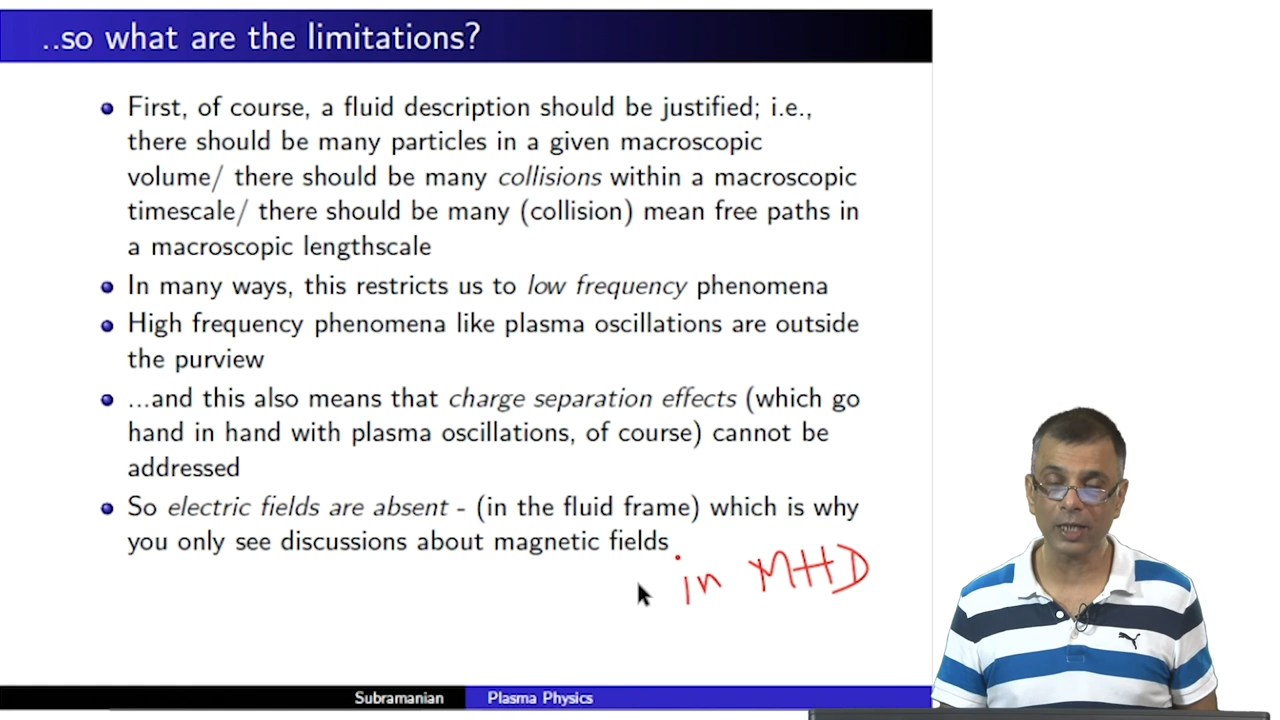 ..so what are the limitations?
First, of course, a fluid description should be justified; i.e.,
there should be many particles in a given macroscopic
volume/ there should be many collisions within a macroscopic
timescale/ there should be many (collision) mean free paths in
a macroscopic lengthscale
In many ways, this restricts us to low frequency phenomena
High frequency phenomena like plasma oscillations are outside
the purview
...and this also means that charge separation effects (which go
hand in hand with plasma oscillations, of course) cannot be
addressed
So electric fields are absent - (in the fluid frame) which is why
you only see discussions about magnetic fields
in MHD
Subramanian
Plasma Physics